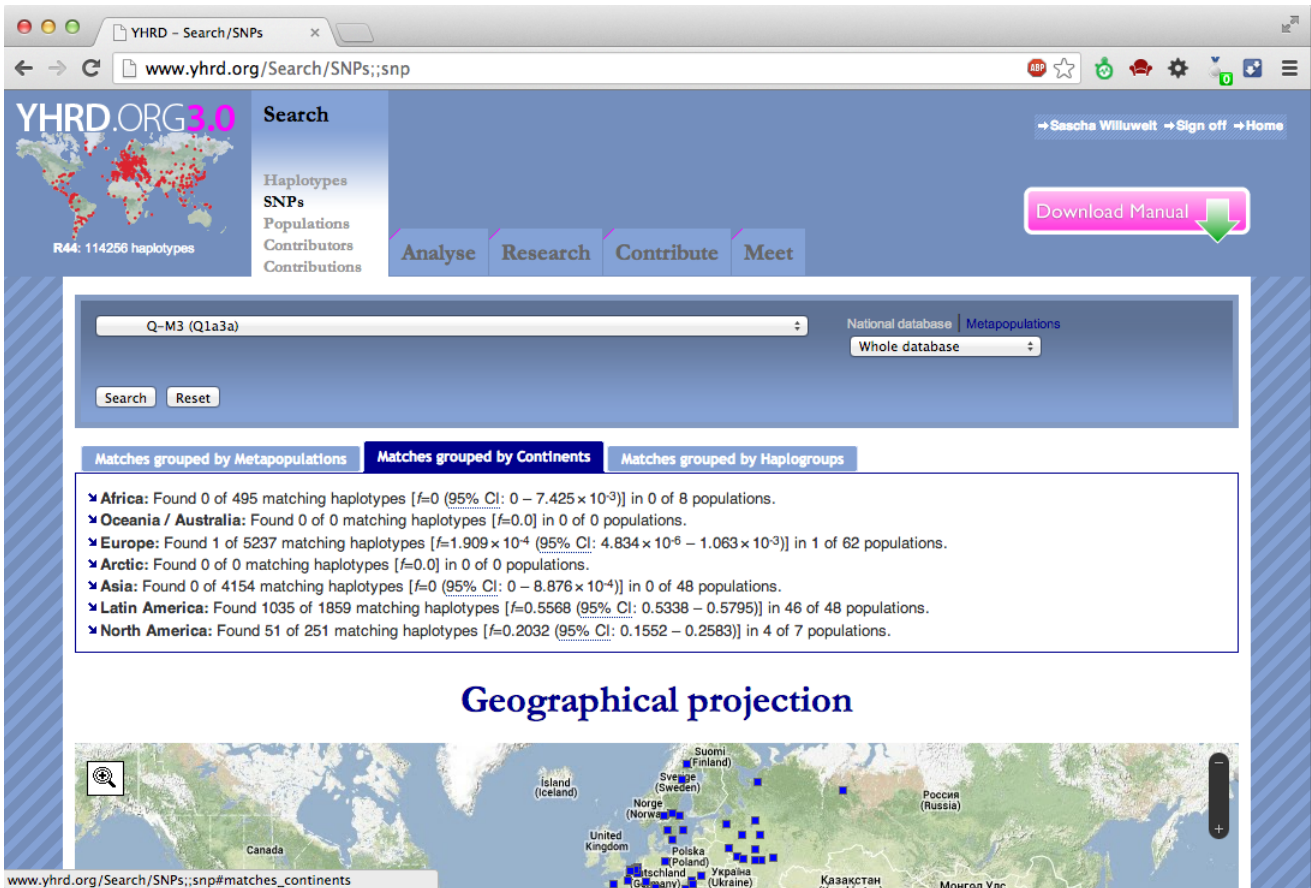 YHRD - Search/SNPs
www.yhrd.org/Search/SNPs;;snp
ABP
0
YHRD.ORG3.0
R44: 114256 haplotypes
Search
Haplotypes
SNPs
Populations
Contributors
Contributions
Analyse
Research
Contribute
Meet
→Sascha Willuweit →Sign off →Home
Download Manual
Q-M3 (Q1a3a)
National database | Metapopulations
Whole database
Search
Reset
Matches grouped by Metapopulations
Matches grouped by Continents
Matches grouped by Haplogroups
Africa: Found 0 of 495 matching haplotypes [f=0 (95% CI: 0 – 7.425 × 10-3)] in 0 of 8 populations.
Oceania / Australia: Found 0 of 0 matching haplotypes [f=0.0] in 0 of 0 populations.
Europe: Found 1 of 5237 matching haplotypes [f=1.909 × 10-4 (95% CI: 4.834 × 10-6 – 1.063 × 10-3)] in 1 of 62 populations.
Arctic: Found 0 of 0 matching haplotypes [f=0.0] in 0 of 0 populations.
Asia: Found 0 of 4154 matching haplotypes [f=0 (95% CI: 0 – 8.876 × 10-4)] in 0 of 48 populations.
Latin America: Found 1035 of 1859 matching haplotypes [f=0.5568 (95% CI: 0.5338 – 0.5795)] in 46 of 48 populations.
North America: Found 51 of 251 matching haplotypes [f=0.2032 (95% CI: 0.1552 – 0.2583)] in 4 of 7 populations.
Geographical projection
Suomi
(Finland)
Ísland
(Iceland)
Sverige
(Sweden)
Norge
(Norway)
Россия
(Russia)
United
Kingdom
Canada
Polska
(Poland)
Україна
(Ukraine)
Казахстан
www.yhrd.org/Search/SNPs;;snp#matches_continents